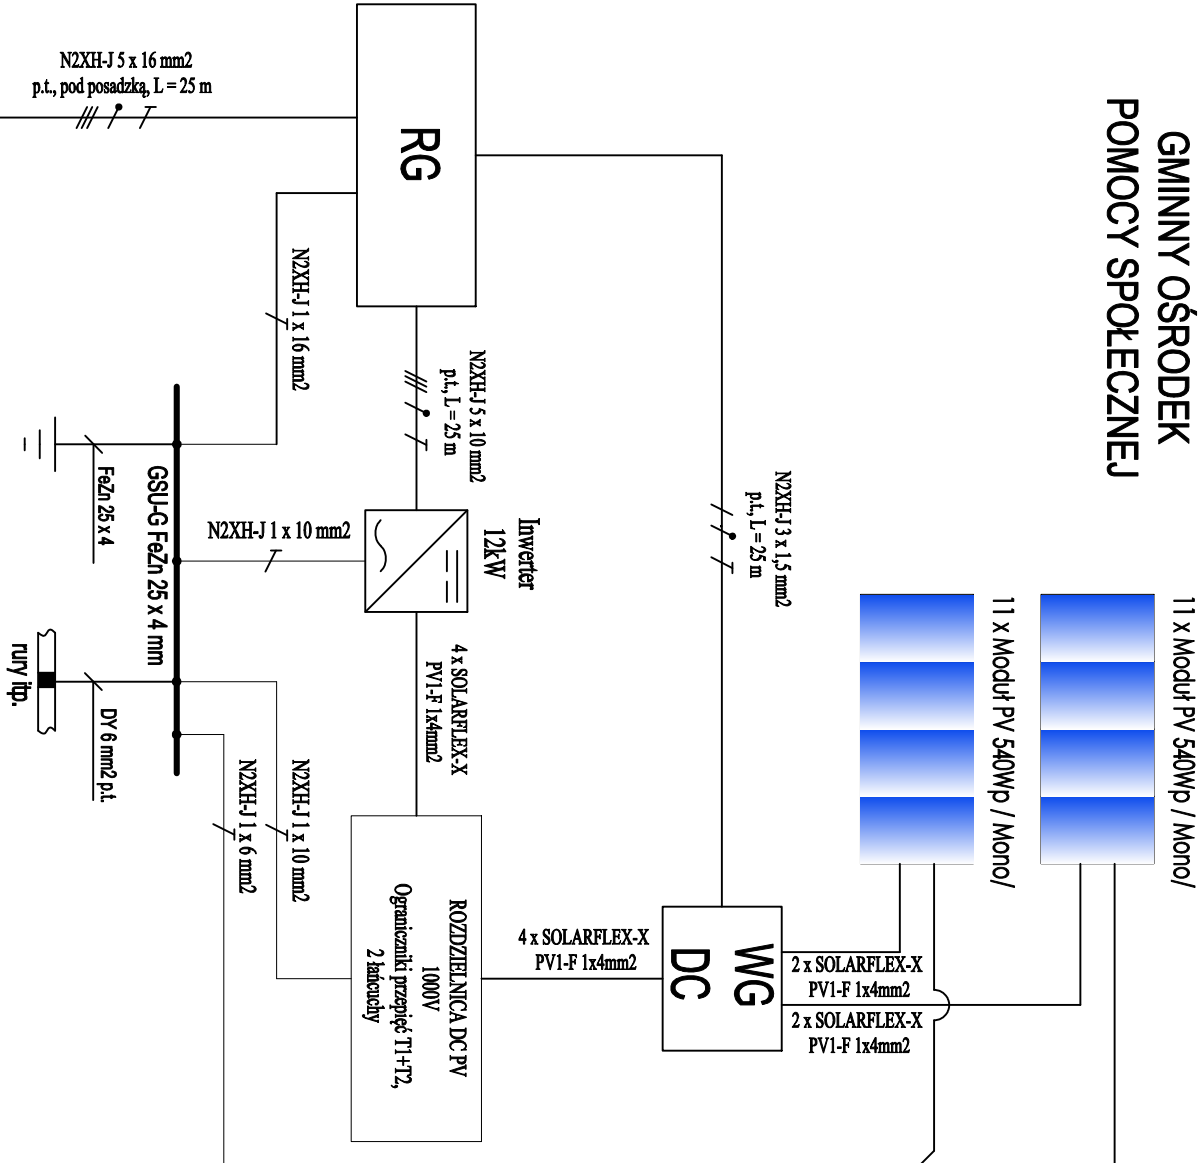 GMINNY OŚRODEK
POMOCY SPOŁECZNEJ
N2XH-J 5 x 16 mm2
p.t., pod posadzką, L = 25 m
RG
N2XH-J 1 x 16 mm2
N2XH-J 5 x 10 mm2
p.t., L = 25 m
N2XH-J 3 x 1,5 mm2
p.t., L = 25 m
11 x Moduł PV 540Wp / Mono/
11 x Moduł PV 540Wp / Mono/
FeZn 25 x 4
GSU-G FeZn 25 x 4 mm
N2XH-J 1 x 10 mm2
Inwerter
12kW
4 x SOLARFLEX-X
PV1-F 1x4mm2
rury itp.
DY 6 mm2 p.t.
N2XH-J 1 x 6 mm2
N2XH-J 1 x 10 mm2
ROZDZIELNICA DC PV
1000V
Ograniczniki przepięć T1+T2,
2 łańcuchy
4 x SOLARFLEX-X
PV1-F 1x4mm2
WG
DC
2 x SOLARFLEX-X
PV1-F 1x4mm2
2 x SOLARFLEX-X
PV1-F 1x4mm2